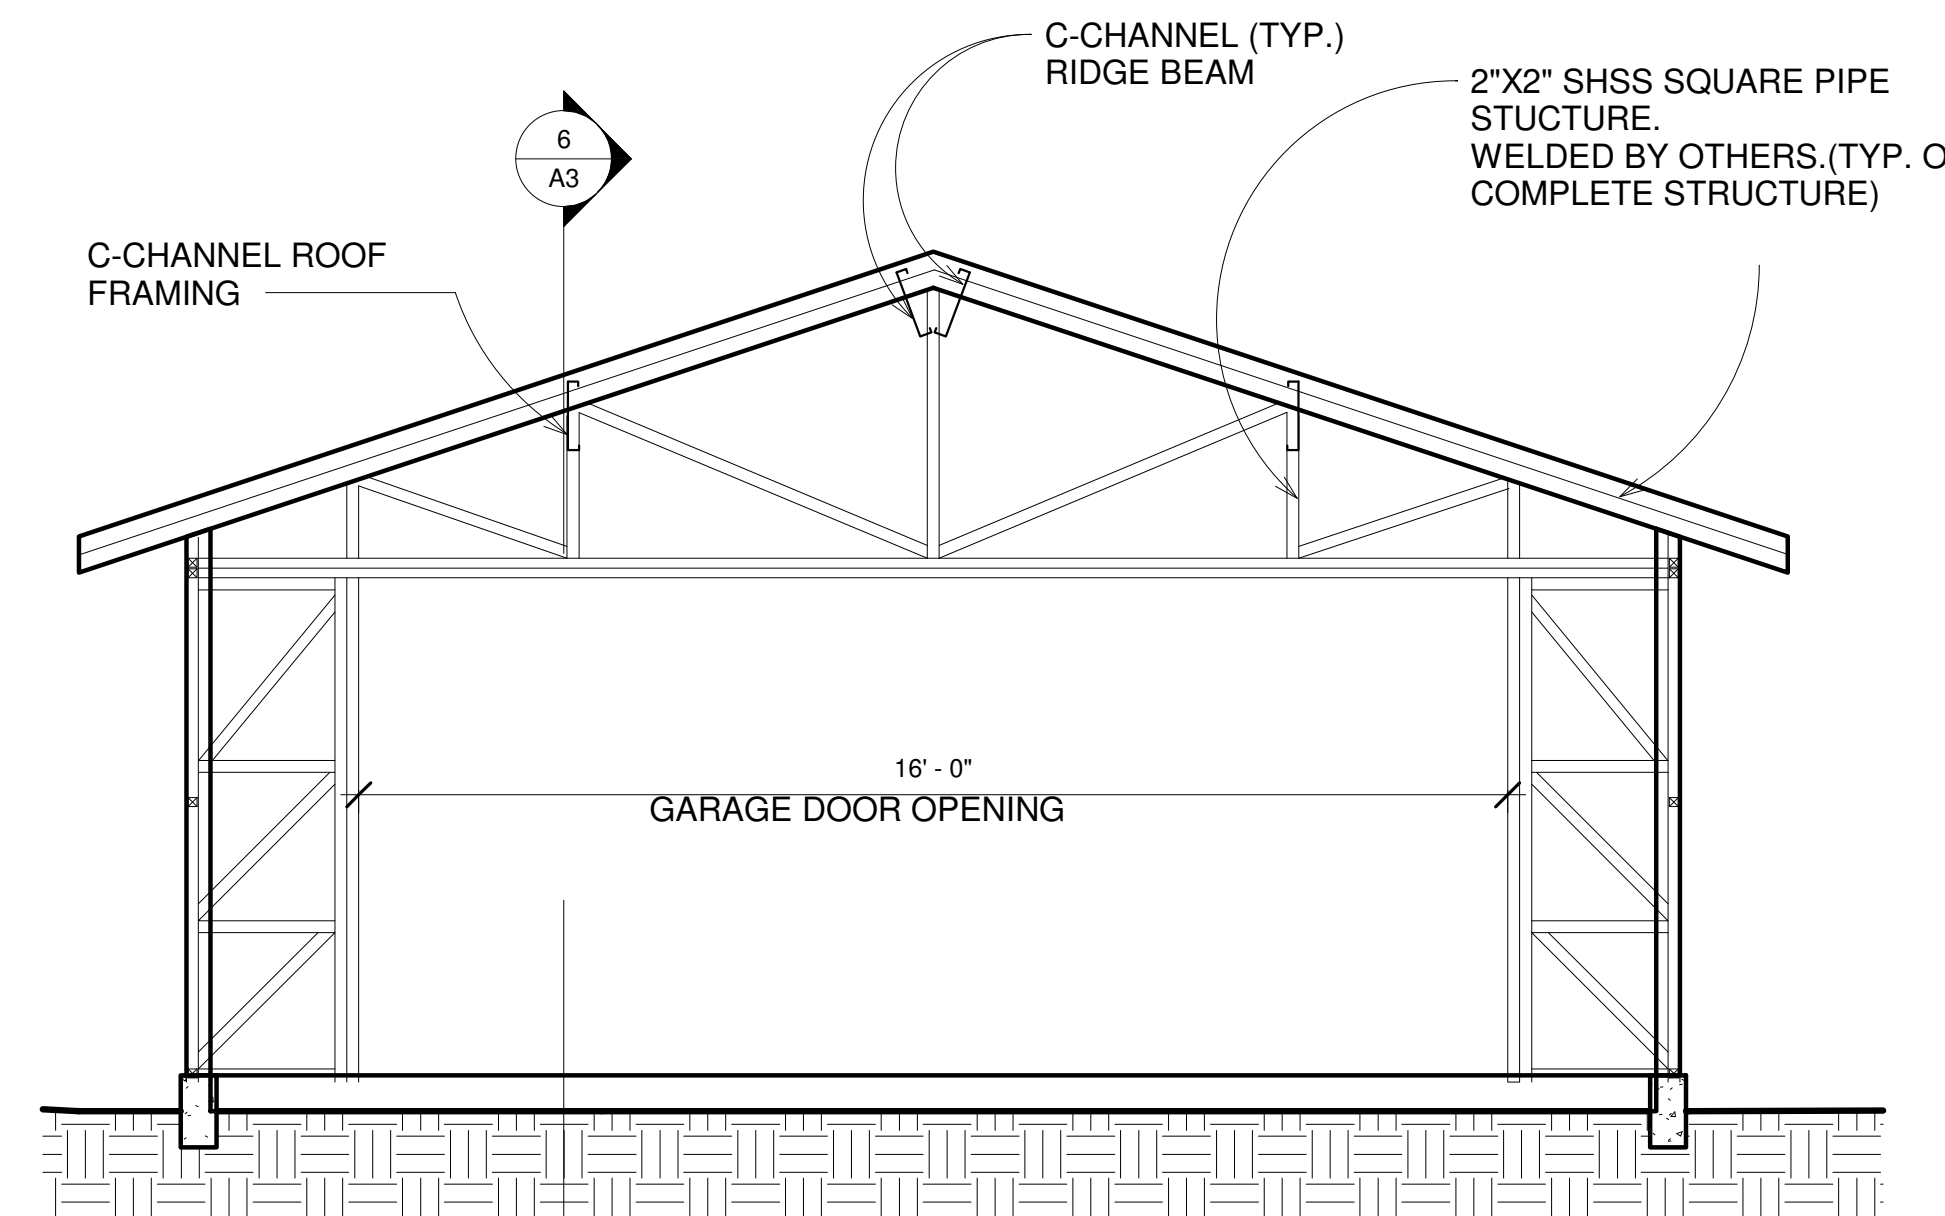 C-CHANNEL (TYP.)
RIDGE BEAM
2"X2" SHSS SQUARE PIPE
STUCTURE.
WELDED BY OTHERS.(TYP. O
COMPLETE STRUCTURE)
6
A3
C-CHANNEL ROOF
FRAMING
16' - 0"
GARAGE DOOR OPENING